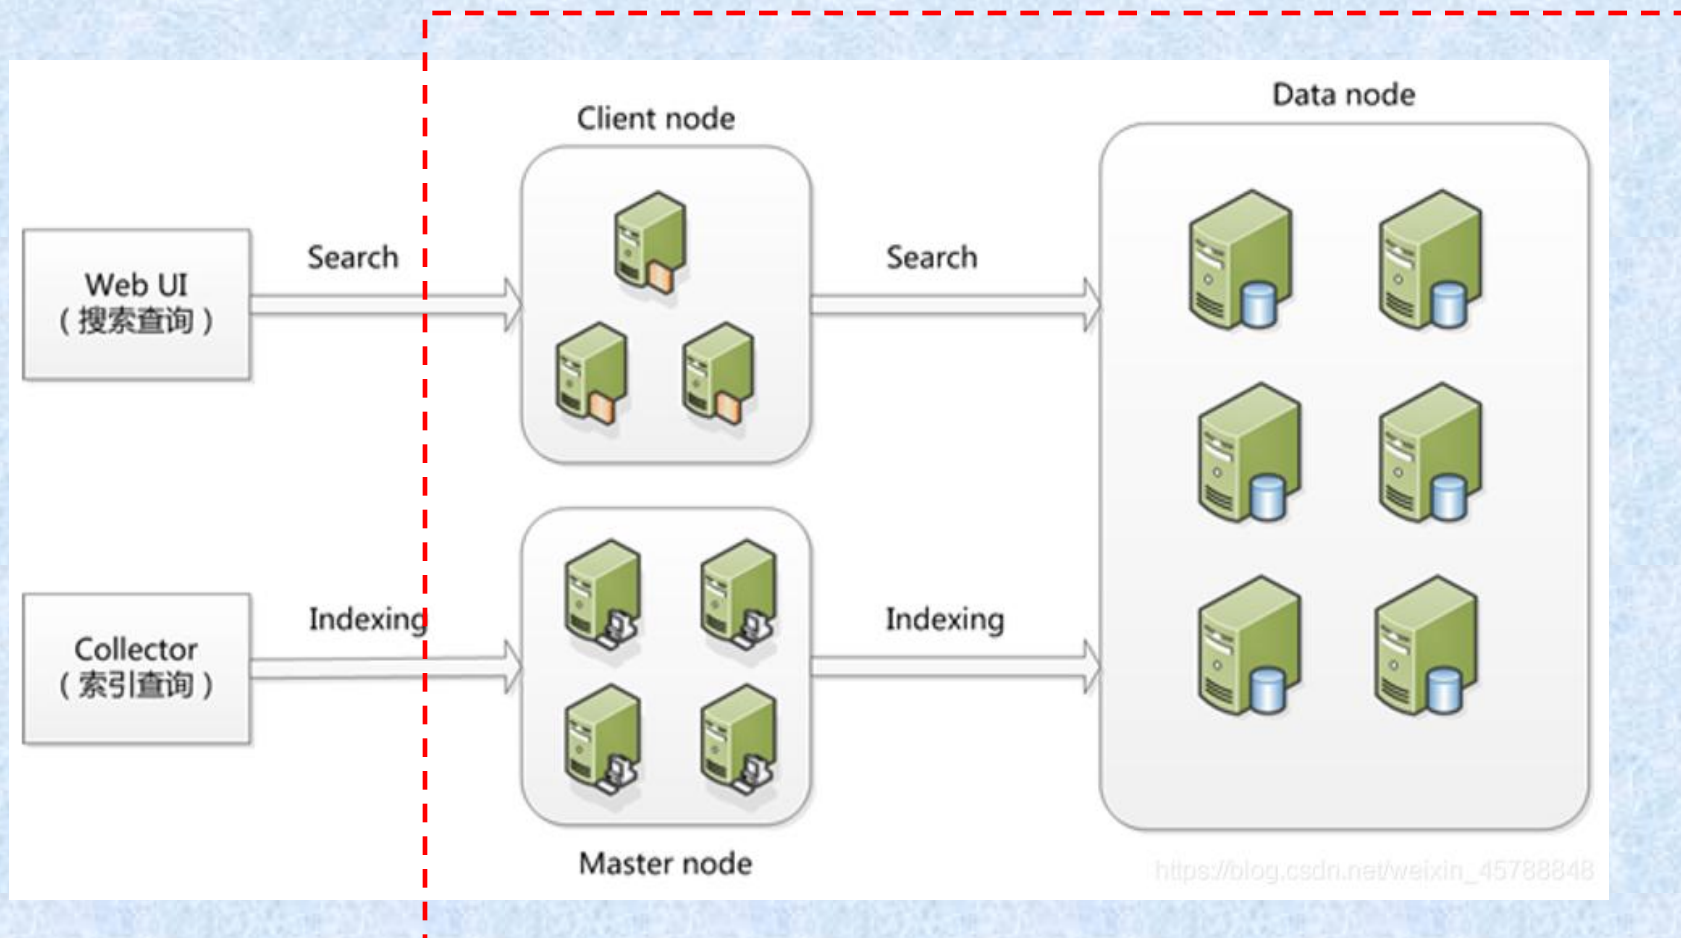 Data node
Client node
Search
Search
Web UI
（搜索查询）
Indexing
Indexing
Collector
（索引查询）
Master node
https://blog.csdn.net/weixin_45788848